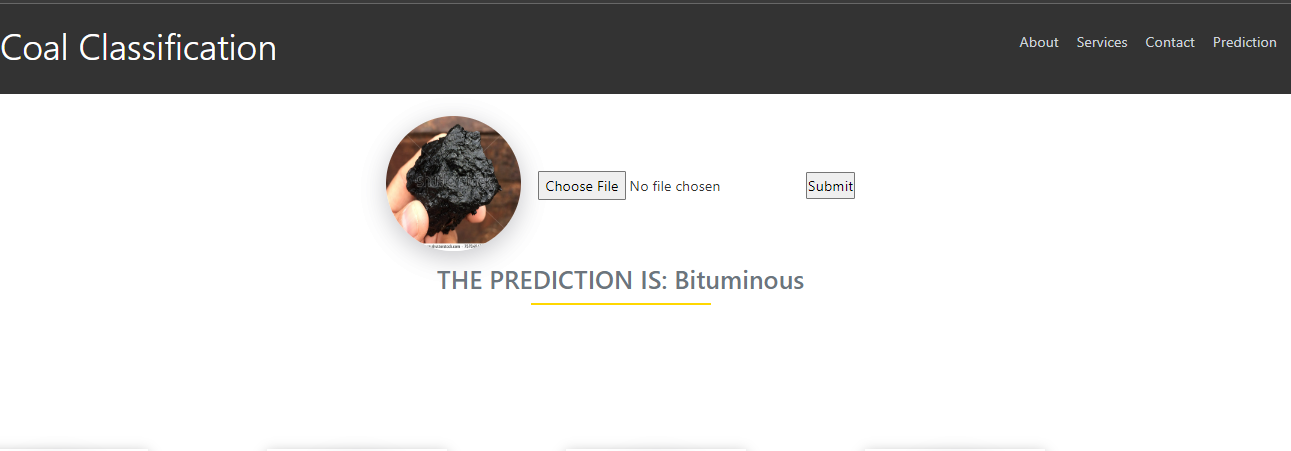 Coal Classification
About Services Contact Prediction
Choose File No file chosen Submit
THE PREDICTION IS: Bituminous